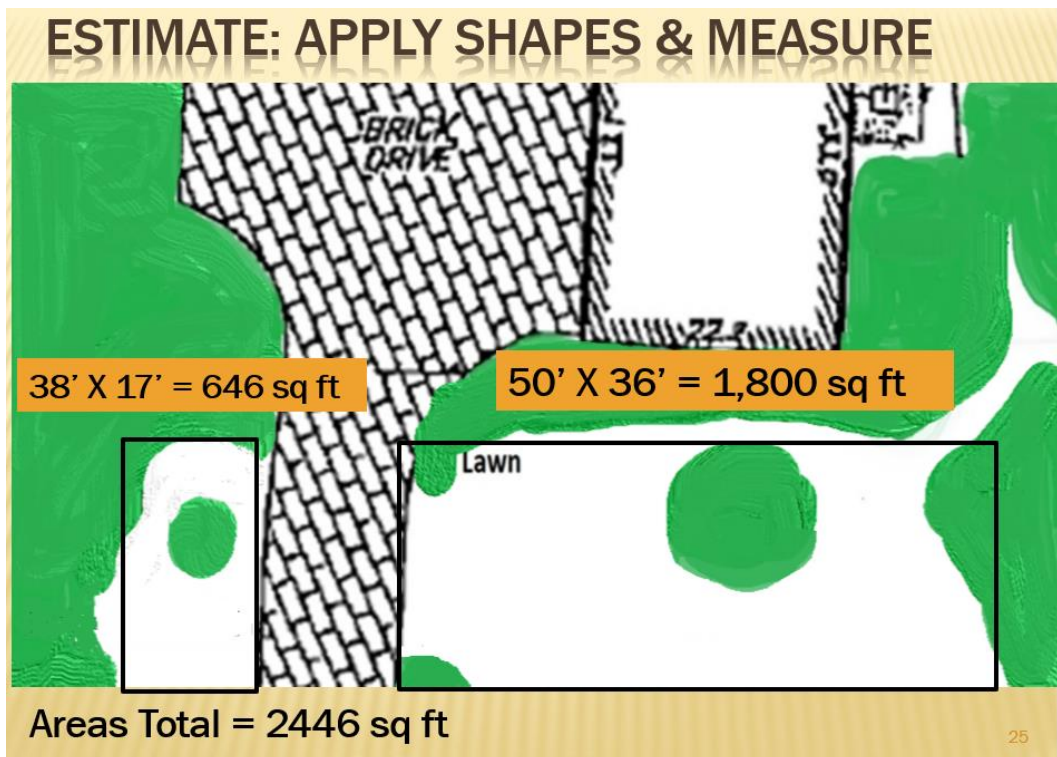 ESTIMATE: APPLY SHAPES & MEASURE
BRICK
DRIVE
38’ X 17’ = 646 sq ft
50’ X 36’ = 1,800 sq ft
Lawn
Areas Total = 2446 sq ft
25